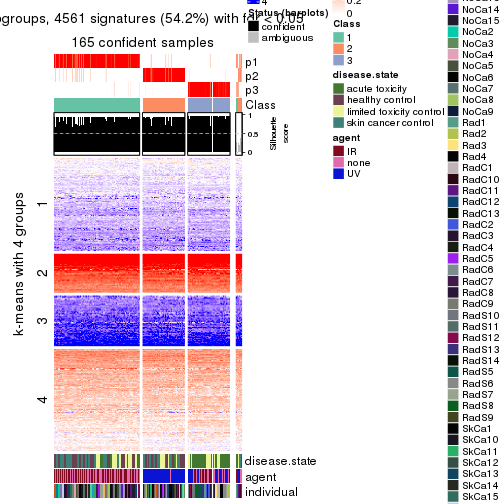 groups, 4561 signatures (54.2%) with fdr < 0.05
165 confident samples
p1
p2
p3
Class
1
0.5
0
Silhouette
score
k-means with 4 groups
1
2
3
4
disease.state
agent
individual
4
Status (barplots)
confident
ambiguous
0.2
0
Class
1
2
3
disease.state
acute toxicity
healthy control
limited toxicity control
skin cancer control
agent
IR
none
UV
NoCa14
NoCa15
NoCa2
NoCa3
NoCa4
NoCa5
NoCa6
NoCa7
NoCa8
NoCa9
Rad1
Rad2
Rad3
Rad4
RadC1
RadC10
RadC11
RadC12
RadC13
RadC2
RadC3
RadC4
RadC5
RadC6
RadC7
RadC8
RadC9
RadS10
RadS11
RadS12
RadS13
RadS14
RadS5
RadS6
RadS7
RadS8
RadS9
SkCa1
SkCa10
SkCa11
SkCa12
SkCa13
SkCa14
SkCa15